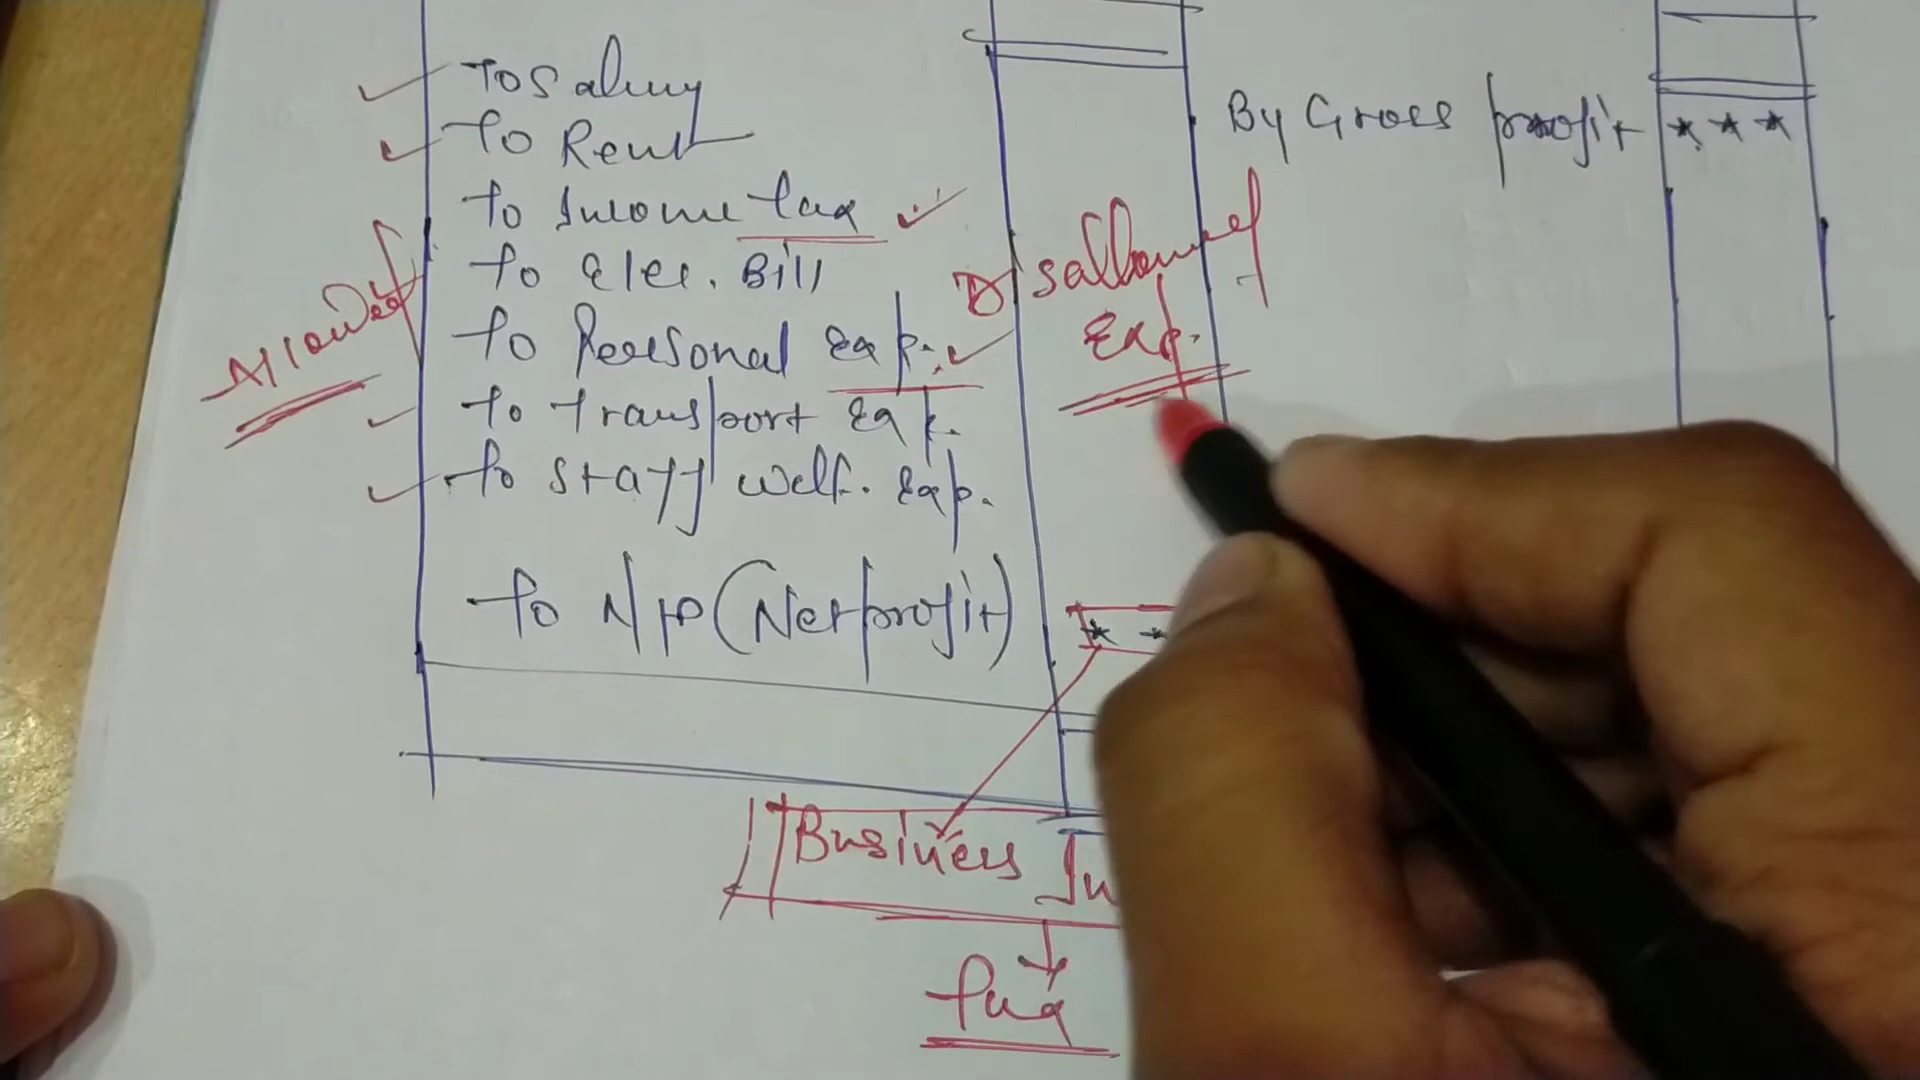 To Salary
To Rent
By Gross profit ***
To Income tax
To Elec. Bill
Disallowed
Allowed
To Personal Exp.
Exp.
To transport Exp.
To staff welf. Exp.
To N/P (Net profit)
* *
Business In
tax